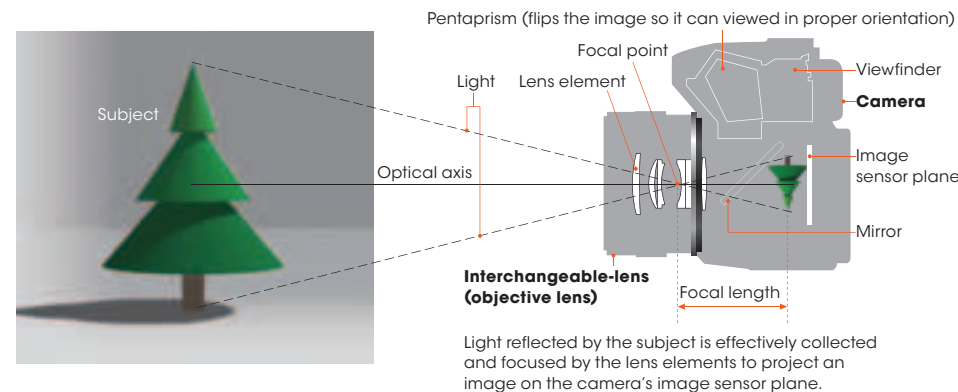 Pentaprism (flips the image so it can viewed in proper orientation)
Focal point
Light
Lens element
Viewfinder
Camera
Subject
Image
sensor plane
Optical axis
Mirror
Interchangeable-lens
(objective lens)
Focal length
Light reflected by the subject is effectively collected
and focused by the lens elements to project an
image on the camera’s image sensor plane.